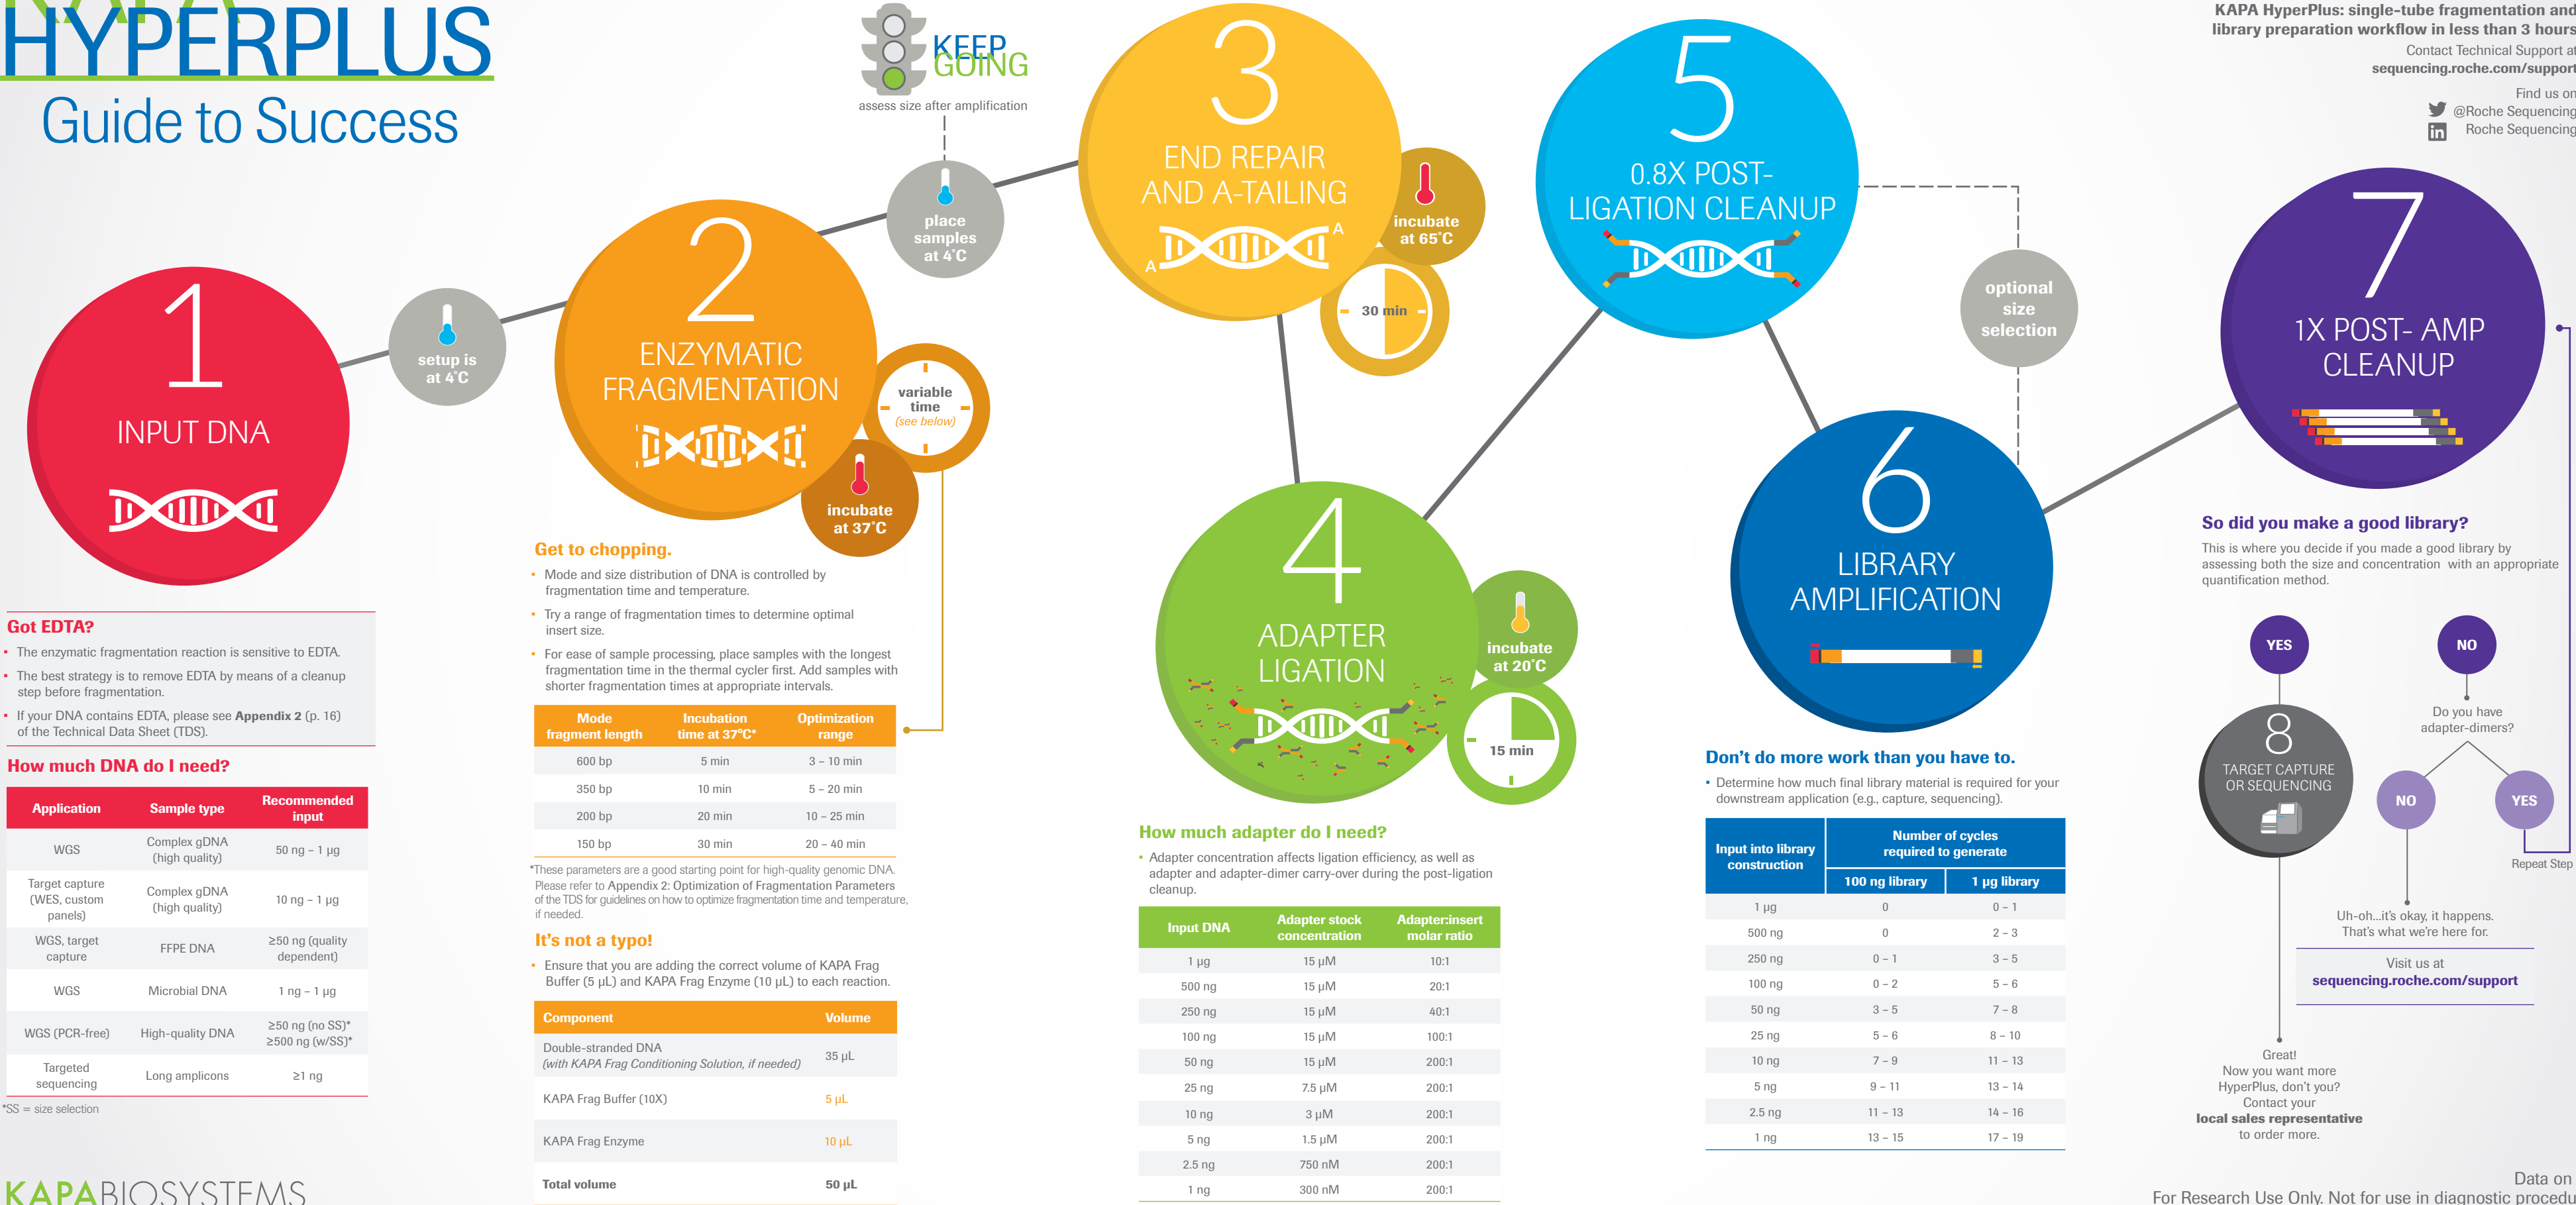 KAPA
HYPERPLUS
Guide to Success
KEEP
GOING
assess size after amplification
KAPA HyperPlus: single-tube fragmentation and
library preparation workflow in less than 3 hours
Contact Technical Support at
sequencing.roche.com/support
Find us on
@Roche Sequencing
Roche Sequencing
1
INPUT DNA
setup is
at 4°C
2
ENZYMATIC
FRAGMENTATION
variable
time
(see below)
incubate
at 37°C
place
samples
at 4°C
3
END REPAIR
AND A-TAILING
A
A
incubate
at 65°C
30 min
4
ADAPTER
LIGATION
incubate
at 20°C
15 min
5
0.8X POST-
LIGATION CLEANUP
optional
size
selection
6
LIBRARY
AMPLIFICATION
7
1X POST- AMP
CLEANUP
Got EDTA?
• The enzymatic fragmentation reaction is sensitive to EDTA.
• The best strategy is to remove EDTA by means of a cleanup
step before fragmentation.
• If your DNA contains EDTA, please see Appendix 2 (p. 16)
of the Technical Data Sheet (TDS).
How much DNA do I need?
Application Sample type Recommended
input
WGS Complex gDNA
(high quality) 50 ng – 1 µg
Target capture
(WES, custom
panels) Complex gDNA
(high quality) 10 ng – 1 µg
WGS, target
capture FFPE DNA ≥50 ng (quality
dependent)
WGS Microbial DNA 1 ng – 1 µg
WGS (PCR-free) High-quality DNA ≥50 ng (no SS)*
≥500 ng (w/SS)*
Targeted
sequencing Long amplicons ≥1 ng
*SS = size selection
KAPABIOSYSTEMS
Get to chopping.
• Mode and size distribution of DNA is controlled by
fragmentation time and temperature.
• Try a range of fragmentation times to determine optimal
insert size.
• For ease of sample processing, place samples with the longest
fragmentation time in the thermal cycler first. Add samples with
shorter fragmentation times at appropriate intervals.
Mode
fragment length Incubation
time at 37°C* Optimization
range
600 bp 5 min 3 – 10 min
350 bp 10 min 5 – 20 min
200 bp 20 min 10 – 25 min
150 bp 30 min 20 – 40 min
*These parameters are a good starting point for high-quality genomic DNA.
Please refer to Appendix 2: Optimization of Fragmentation Parameters
of the TDS for guidelines on how to optimize fragmentation time and temperature,
if needed.
It's not a typo!
• Ensure that you are adding the correct volume of KAPA Frag
Buffer (5 µL) and KAPA Frag Enzyme (10 µL) to each reaction.
Component Volume
Double-stranded DNA
(with KAPA Frag Conditioning Solution, if needed) 35 µL
KAPA Frag Buffer (10X) 5 µL
KAPA Frag Enzyme 10 µL
Total volume 50 µL
How much adapter do I need?
• Adapter concentration affects ligation efficiency, as well as
adapter and adapter-dimer carry-over during the post-ligation
cleanup.
Input DNA Adapter stock
concentration Adapter:insert
molar ratio
1 µg 15 µM 10:1
500 ng 15 µM 20:1
250 ng 15 µM 40:1
100 ng 15 µM 100:1
50 ng 15 µM 200:1
25 ng 7.5 µM 200:1
10 ng 3 µM 200:1
5 ng 1.5 µM 200:1
2.5 ng 750 nM 200:1
1 ng 300 nM 200:1
Don't do more work than you have to.
• Determine how much final library material is required for your
downstream application (e.g., capture, sequencing).
Input into library
construction Number of cycles
required to generate
100 ng library 1 µg library
1 µg 0 0 – 1
500 ng 0 2 – 3
250 ng 0 – 1 3 – 5
100 ng 0 – 2 5 – 6
50 ng 3 – 5 7 – 8
25 ng 5 – 6 8 – 10
10 ng 7 – 9 11 – 13
5 ng 9 – 11 13 – 14
2.5 ng 11 – 13 14 – 16
1 ng 13 – 15 17 – 19
So did you make a good library?
This is where you decide if you made a good library by
assessing both the size and concentration with an appropriate
quantification method.
YES
NO
8
TARGET CAPTURE
OR SEQUENCING
Do you have
adapter-dimers?
NO
YES
Repeat Step
Uh-oh...it's okay, it happens.
That's what we're here for.
Visit us at
sequencing.roche.com/support
Great!
Now you want more
HyperPlus, don't you?
Contact your
local sales representative
to order more.
Data on
For Research Use Only. Not for use in diagnostic procedu